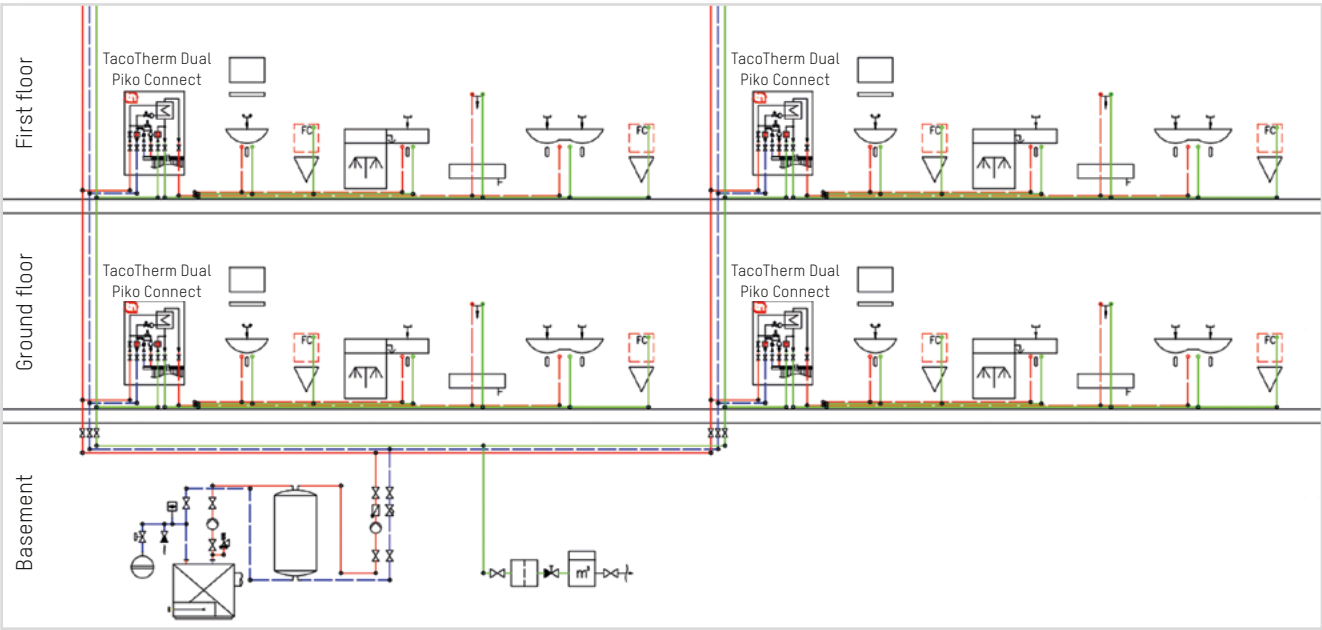 First floor
TacoTherm Dual
Piko Connect
FC
FC
TacoTherm Dual
Piko Connect
FC
FC
Ground floor
TacoTherm Dual
Piko Connect
FC
FC
TacoTherm Dual
Piko Connect
FC
FC
Basement
m³